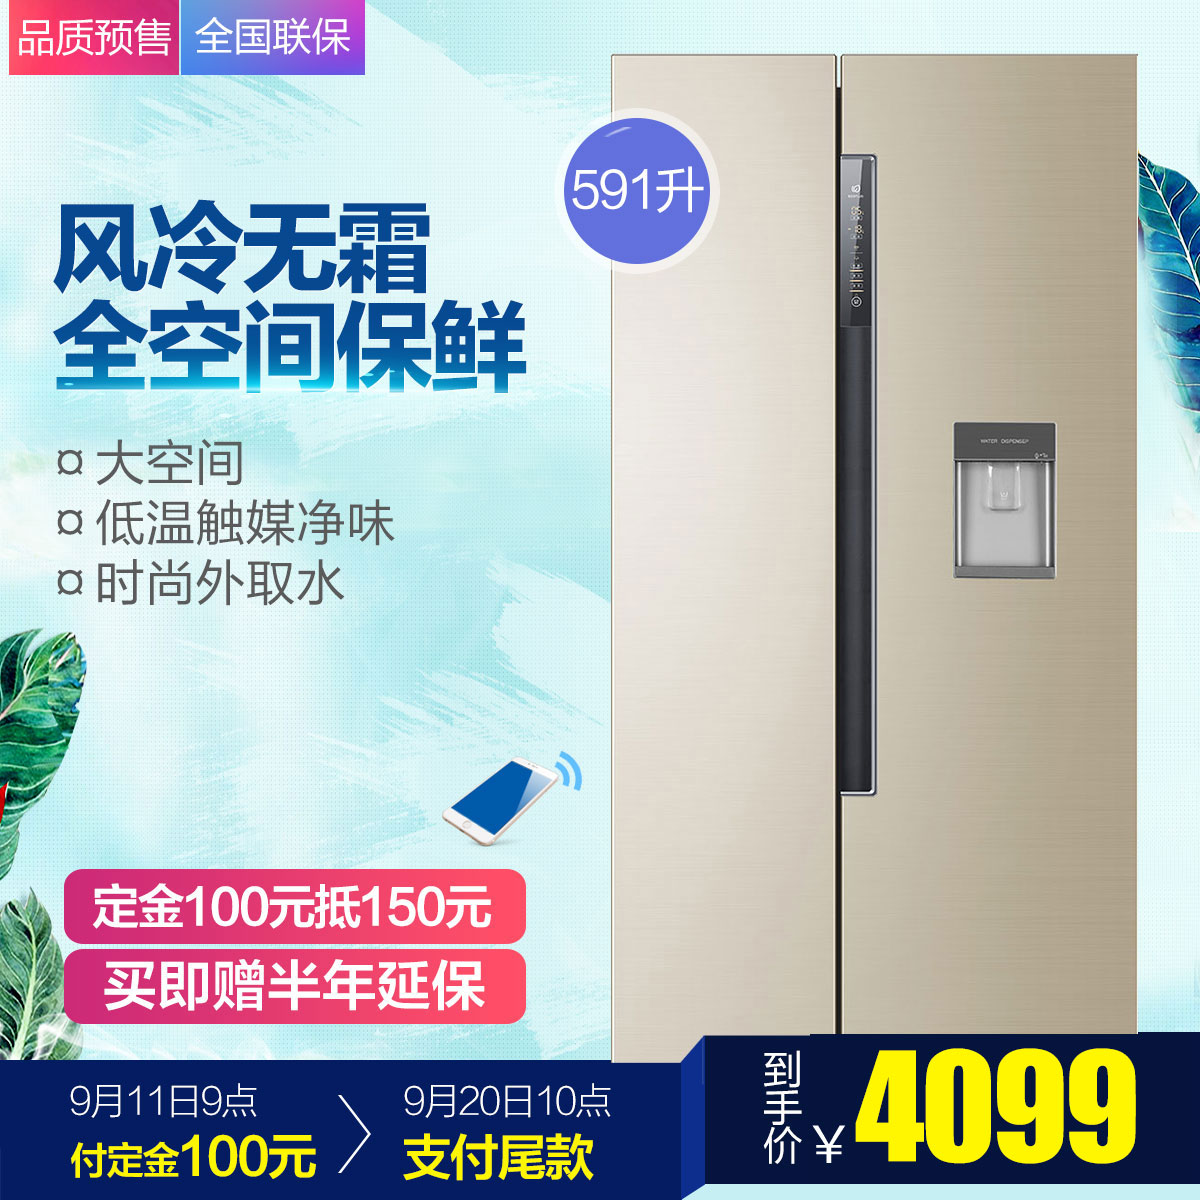 品质预售 全国联保
591升
风冷无霜
全空间保鲜
¤ 大空间
¤ 低温触媒净味
¤ 时尚外取水
WATER DISPENSER
定金100元抵150元
买即赠半年延保
9月11日9点
付定金100元
9月20日10点
支付尾款
到手价 ¥4099